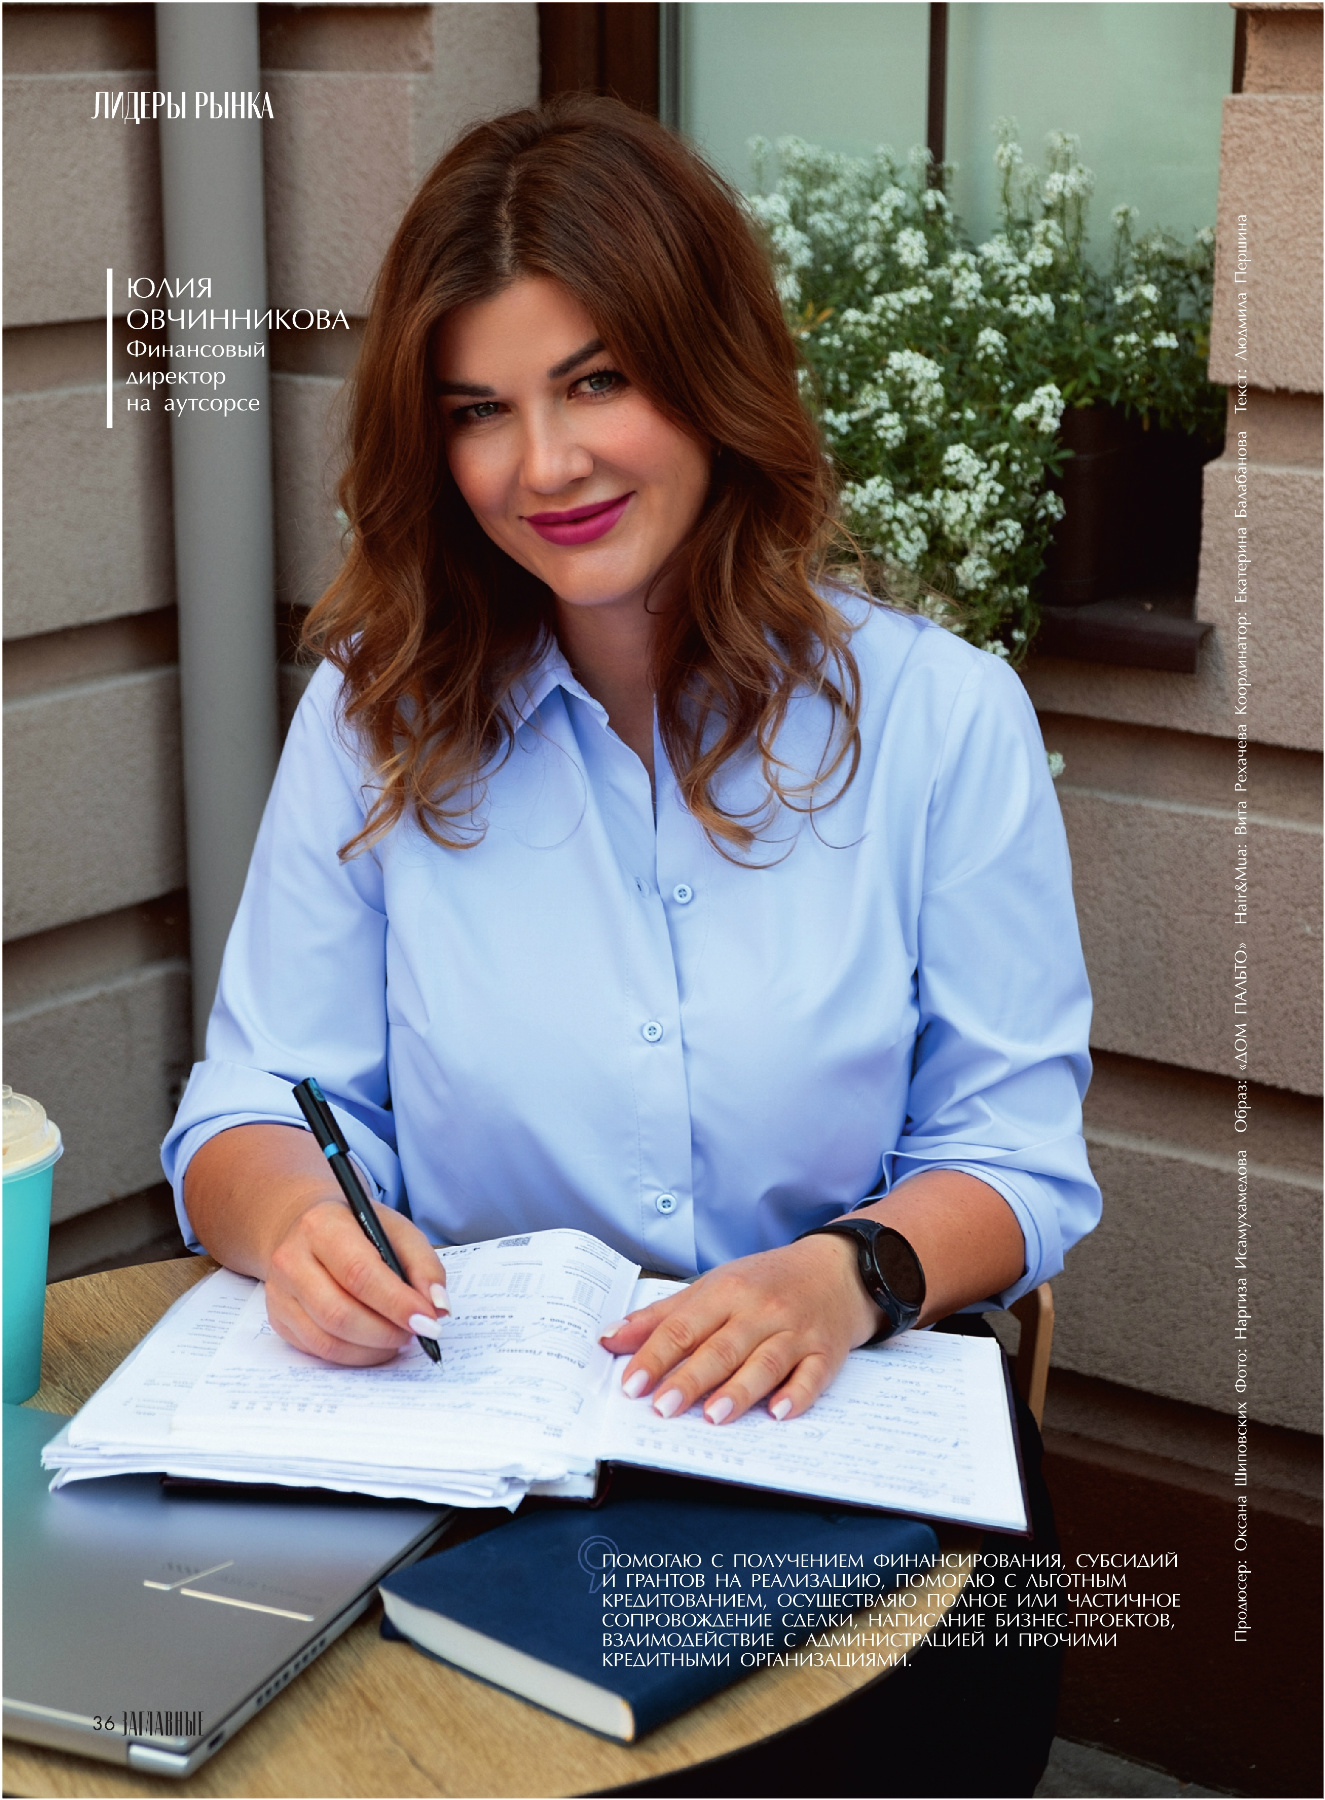 ЛИДЕРЫ РЫНКА
ЮЛИЯ
ОВЧИННИКОВА
Финансовый
директор
на аутсорсе
Продюсер: Оксана Шиповских Фото: Наргиза Исамухамедова Образ: «ДОМ ПАЛЬТО» Hair&Mua: Вита Рехачева Координатор: Екатерина Балабанова Текст: Людмила Першина
ПОМОГАЮ С ПОЛУЧЕНИЕМ ФИНАНСИРОВАНИЯ, СУБСИДИЙ
И ГРАНТОВ НА РЕАЛИЗАЦИЮ, ПОМОГАЮ С ЛЬГОТНЫМ
КРЕДИТОВАНИЕМ, ОСУЩЕСТВЛЯЮ ПОЛНОЕ ИЛИ ЧАСТИЧНОЕ
СОПРОВОЖДЕНИЕ СДЕЛКИ, НАПИСАНИЕ БИЗНЕС-ПРОЕКТОВ,
ВЗАИМОДЕЙСТВИЕ С АДМИНИСТРАЦИЕЙ И ПРОЧИМИ
КРЕДИТНЫМИ ОРГАНИЗАЦИЯМИ.
36 ЗАГЛАВНЫЕ